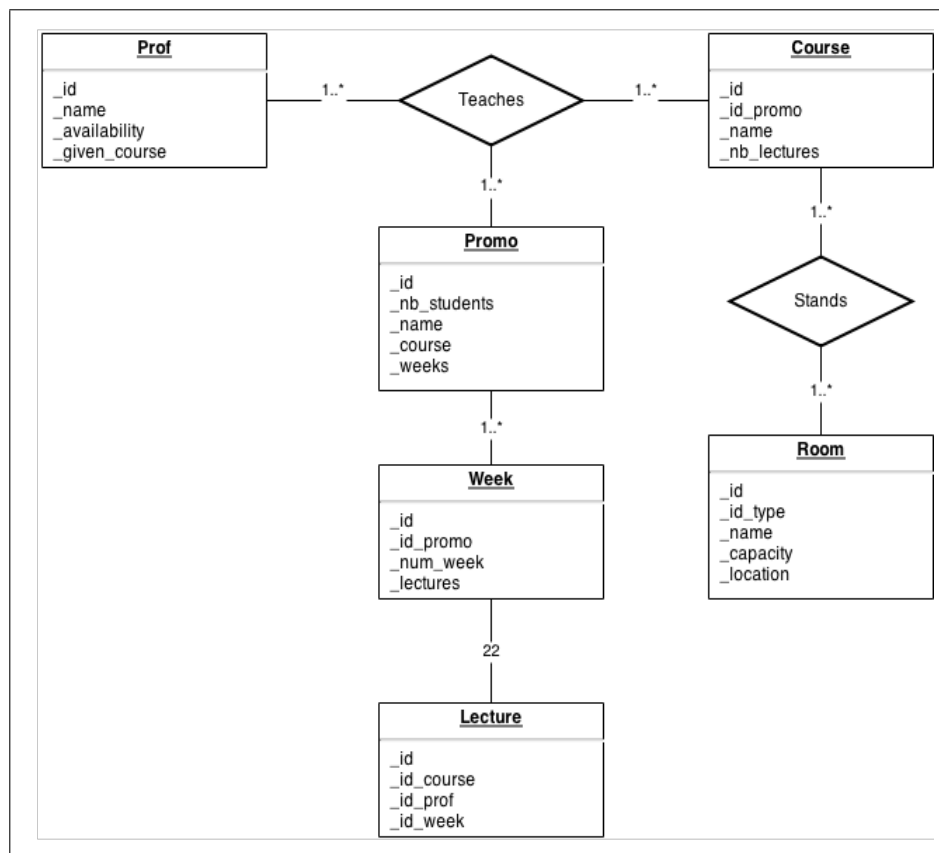 Prof
_id
_name
_availability
_given_course
1..*
Teaches
1..*
Course
_id
_id_promo
_name
_nb_lectures
1..*
Promo
_id
_nb_students
_name
_course
_weeks
1..*
Stands
1..*
Room
_id
_id_type
_name
_capacity
_location
1..*
Week
_id
_id_promo
_num_week
_lectures
22
Lecture
_id
_id_course
_id_prof
_id_week